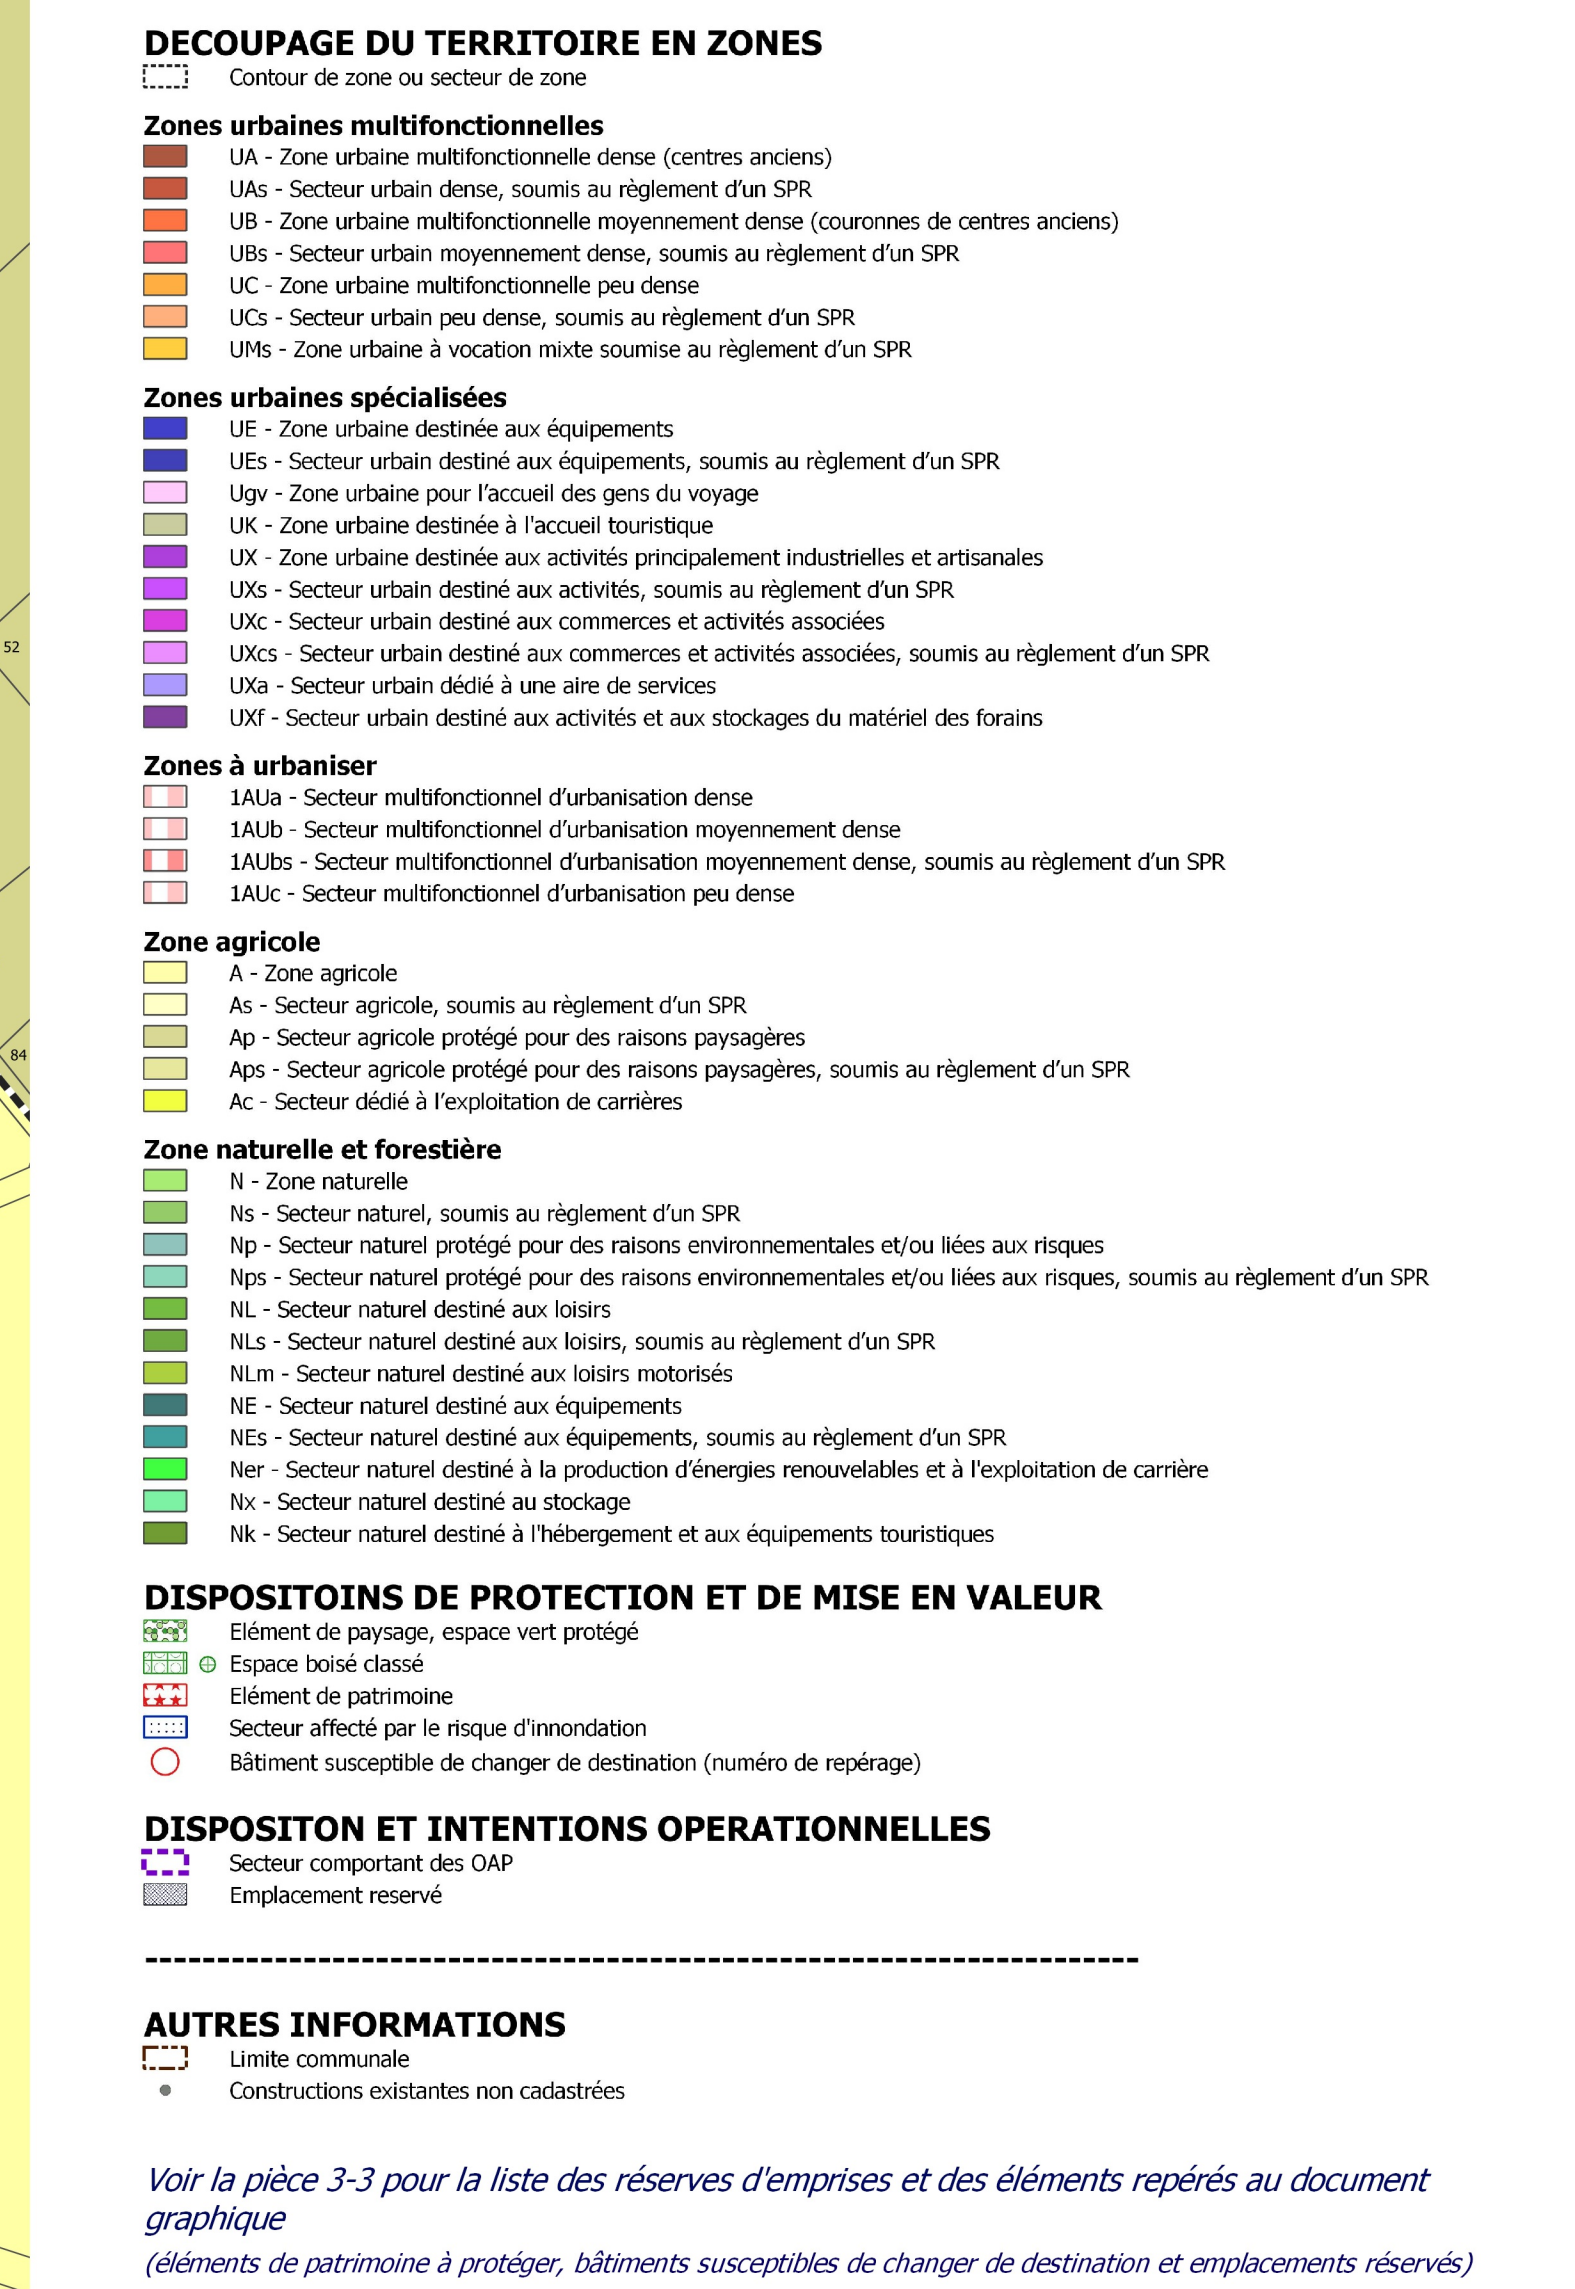 DECOUPAGE DU TERRITOIRE EN ZONES
Contour de zone ou secteur de zone
Zones urbaines multifonctionnelles
UA - Zone urbaine multifonctionnelle dense (centres anciens)
UAs - Secteur urbain dense, soumis au règlement d’un SPR
UB - Zone urbaine multifonctionnelle moyennement dense (couronnes de centres anciens)
UBs - Secteur urbain moyennement dense, soumis au règlement d’un SPR
UC - Zone urbaine multifonctionnelle peu dense
UCs - Secteur urbain peu dense, soumis au règlement d’un SPR
UMs - Zone urbaine à vocation mixte soumise au règlement d’un SPR
Zones urbaines spécialisées
UE - Zone urbaine destinée aux équipements
UEs - Secteur urbain destiné aux équipements, soumis au règlement d’un SPR
Ugv - Zone urbaine pour l’accueil des gens du voyage
UK - Zone urbaine destinée à l'accueil touristique
UX - Zone urbaine destinée aux activités principalement industrielles et artisanales
UXs - Secteur urbain destiné aux activités, soumis au règlement d’un SPR
UXc - Secteur urbain destiné aux commerces et activités associées
52
UXcs - Secteur urbain destiné aux commerces et activités associées, soumis au règlement d’un SPR
UXa - Secteur urbain dédié à une aire de services
UXf - Secteur urbain destiné aux activités et aux stockages du matériel des forains
Zones à urbaniser
1AUa - Secteur multifonctionnel d’urbanisation dense
1AUb - Secteur multifonctionnel d’urbanisation moyennement dense
1AUbs - Secteur multifonctionnel d’urbanisation moyennement dense, soumis au règlement d’un SPR
1AUc - Secteur multifonctionnel d’urbanisation peu dense
Zone agricole
A - Zone agricole
As - Secteur agricole, soumis au règlement d’un SPR
Ap - Secteur agricole protégé pour des raisons paysagères
84
Aps - Secteur agricole protégé pour des raisons paysagères, soumis au règlement d’un SPR
Ac - Secteur dédié à l’exploitation de carrières
Zone naturelle et forestière
N - Zone naturelle
Ns - Secteur naturel, soumis au règlement d’un SPR
Np - Secteur naturel protégé pour des raisons environnementales et/ou liées aux risques
Nps - Secteur naturel protégé pour des raisons environnementales et/ou liées aux risques, soumis au règlement d’un SPR
NL - Secteur naturel destiné aux loisirs
NLs - Secteur naturel destiné aux loisirs, soumis au règlement d’un SPR
NLm - Secteur naturel destiné aux loisirs motorisés
NE - Secteur naturel destiné aux équipements
NEs - Secteur naturel destiné aux équipements, soumis au règlement d’un SPR
Ner - Secteur naturel destiné à la production d’énergies renouvelables et à l'exploitation de carrière
Nx - Secteur naturel destiné au stockage
Nk - Secteur naturel destiné à l'hébergement et aux équipements touristiques
DISPOSITOINS DE PROTECTION ET DE MISE EN VALEUR
Elément de paysage, espace vert protégé
Espace boisé classé
Elément de patrimoine
Secteur affecté par le risque d'innondation
Bâtiment susceptible de changer de destination (numéro de repérage)
DISPOSITON ET INTENTIONS OPERATIONNELLES
Secteur comportant des OAP
Emplacement reservé
AUTRES INFORMATIONS
Limite communale
Constructions existantes non cadastrées
Voir la pièce 3-3 pour la liste des réserves d'emprises et des éléments repérés au document
graphique
(éléments de patrimoine à protéger, bâtiments susceptibles de changer de destination et emplacements réservés)